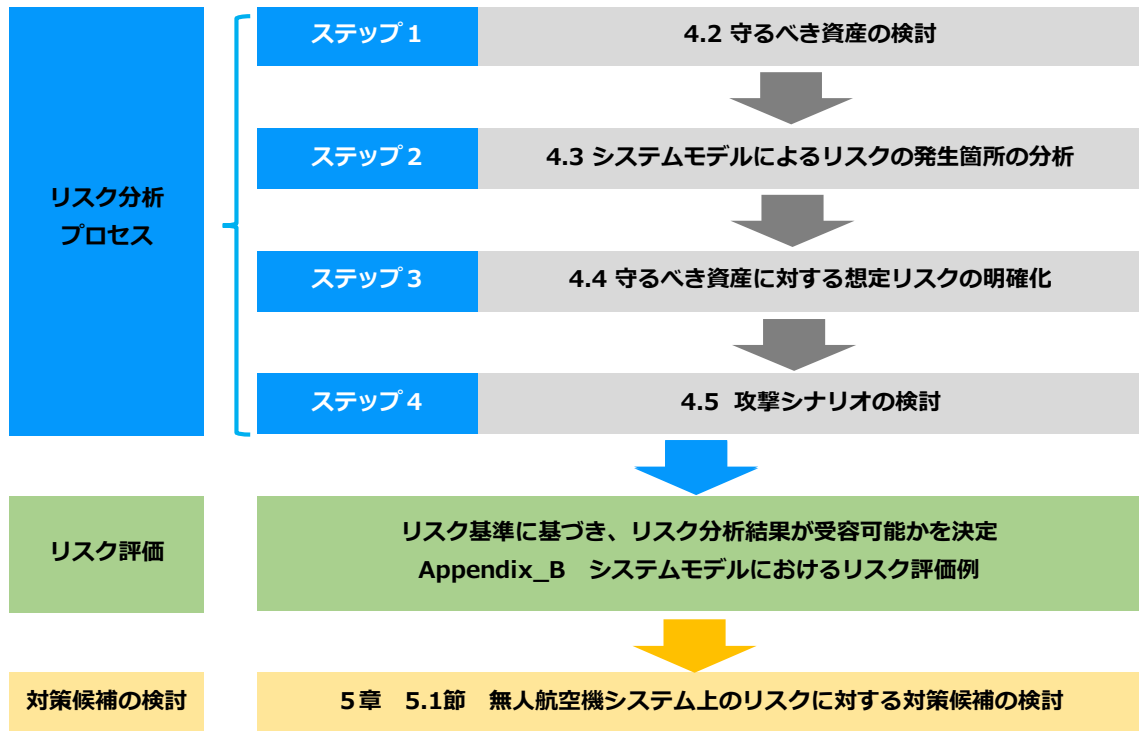 リスク分析
プロセス
ステップ1 4.2 守るべき資産の検討
ステップ2 4.3 システムモデルによるリスクの発生箇所の分析
ステップ3 4.4 守るべき資産に対する想定リスクの明確化
ステップ4 4.5 攻撃シナリオの検討
リスク評価
リスク基準に基づき、リスク分析結果が受容可能かを決定
Appendix_B　システムモデルにおけるリスク評価例
対策候補の検討
5章　5.1節　無人航空機システム上のリスクに対する対策候補の検討